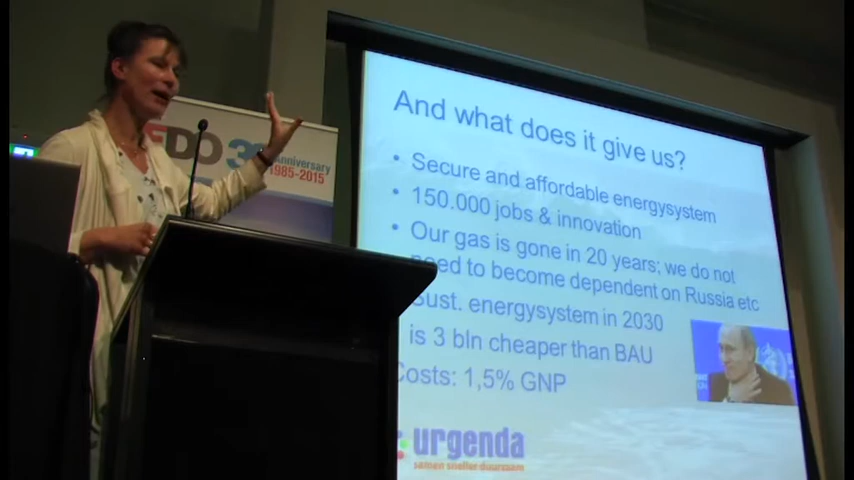 EDO 30
Anniversary
1985-2015
And what does it give us?
• Secure and affordable energysystem
• 150.000 jobs & innovation
• Our gas is gone in 20 years; we do not
need to become dependent on Russia etc
Sust. energysystem in 2030
is 3 bln cheaper than BAU
Costs: 1,5% GNP
urgenda
samen sneller duurzaam